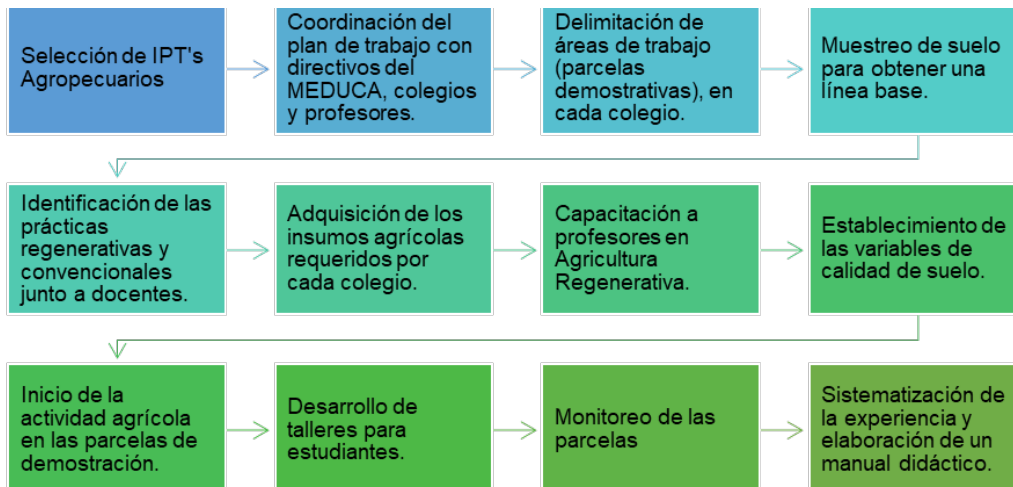 Selección de IPT's
Agropecuarios
Coordinación del
plan de trabajo con
directivos del
MEDUCA, colegios
y profesores.
Delimitación de
áreas de trabajo
(parcelas
demostrativas), en
cada colegio.
Muestreo de suelo
para obtener una
línea base.
Identificación de las
prácticas
regenerativas y
convencionales
junto a docentes.
Adquisición de los
insumos agrícolas
requeridos por
cada colegio.
Capacitación a
profesores en
Agricultura
Regenerativa.
Establecimiento de
las variables de
calidad de suelo.
Inicio de la
actividad agrícola
en las parcelas de
demostración.
Desarrollo de
talleres para
estudiantes.
Monitoreo de las
parcelas
Sistematización de
la experiencia y
elaboración de un
manual didáctico.